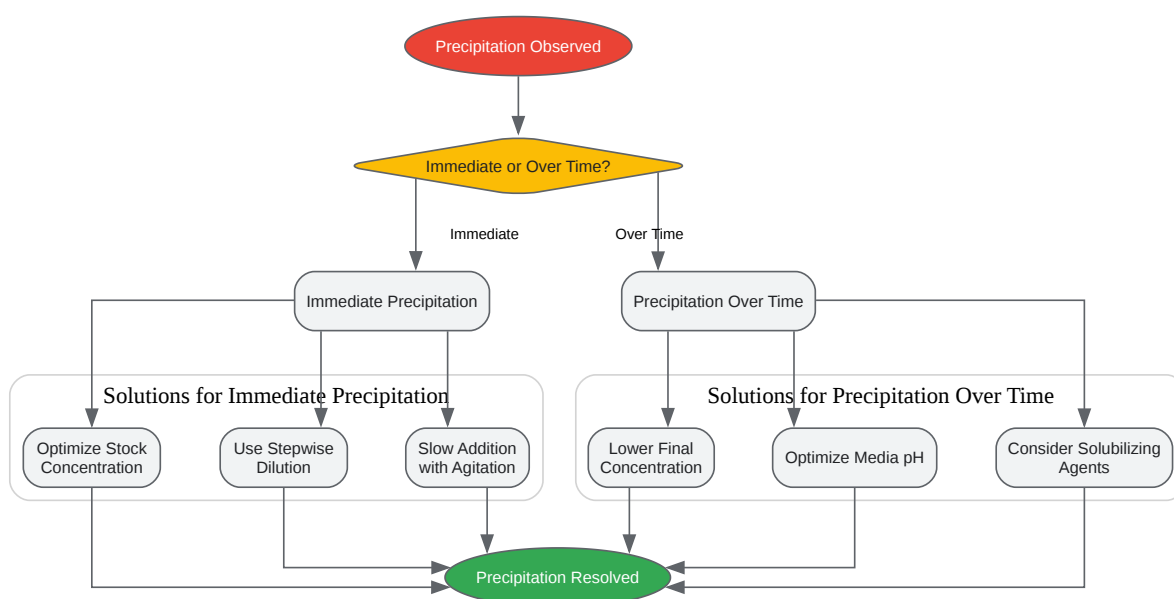 Precipitation Observed
Immediate or Over Time?
Immediate
Over Time
Immediate Precipitation
Precipitation Over Time
Solutions for Immediate Precipitation
Solutions for Precipitation Over Time
Optimize Stock
Concentration
Use Stepwise
Dilution
Slow Addition
with Agitation
Lower Final
Concentration
Optimize Media pH
Consider Solubilizing
Agents
Precipitation Resolved